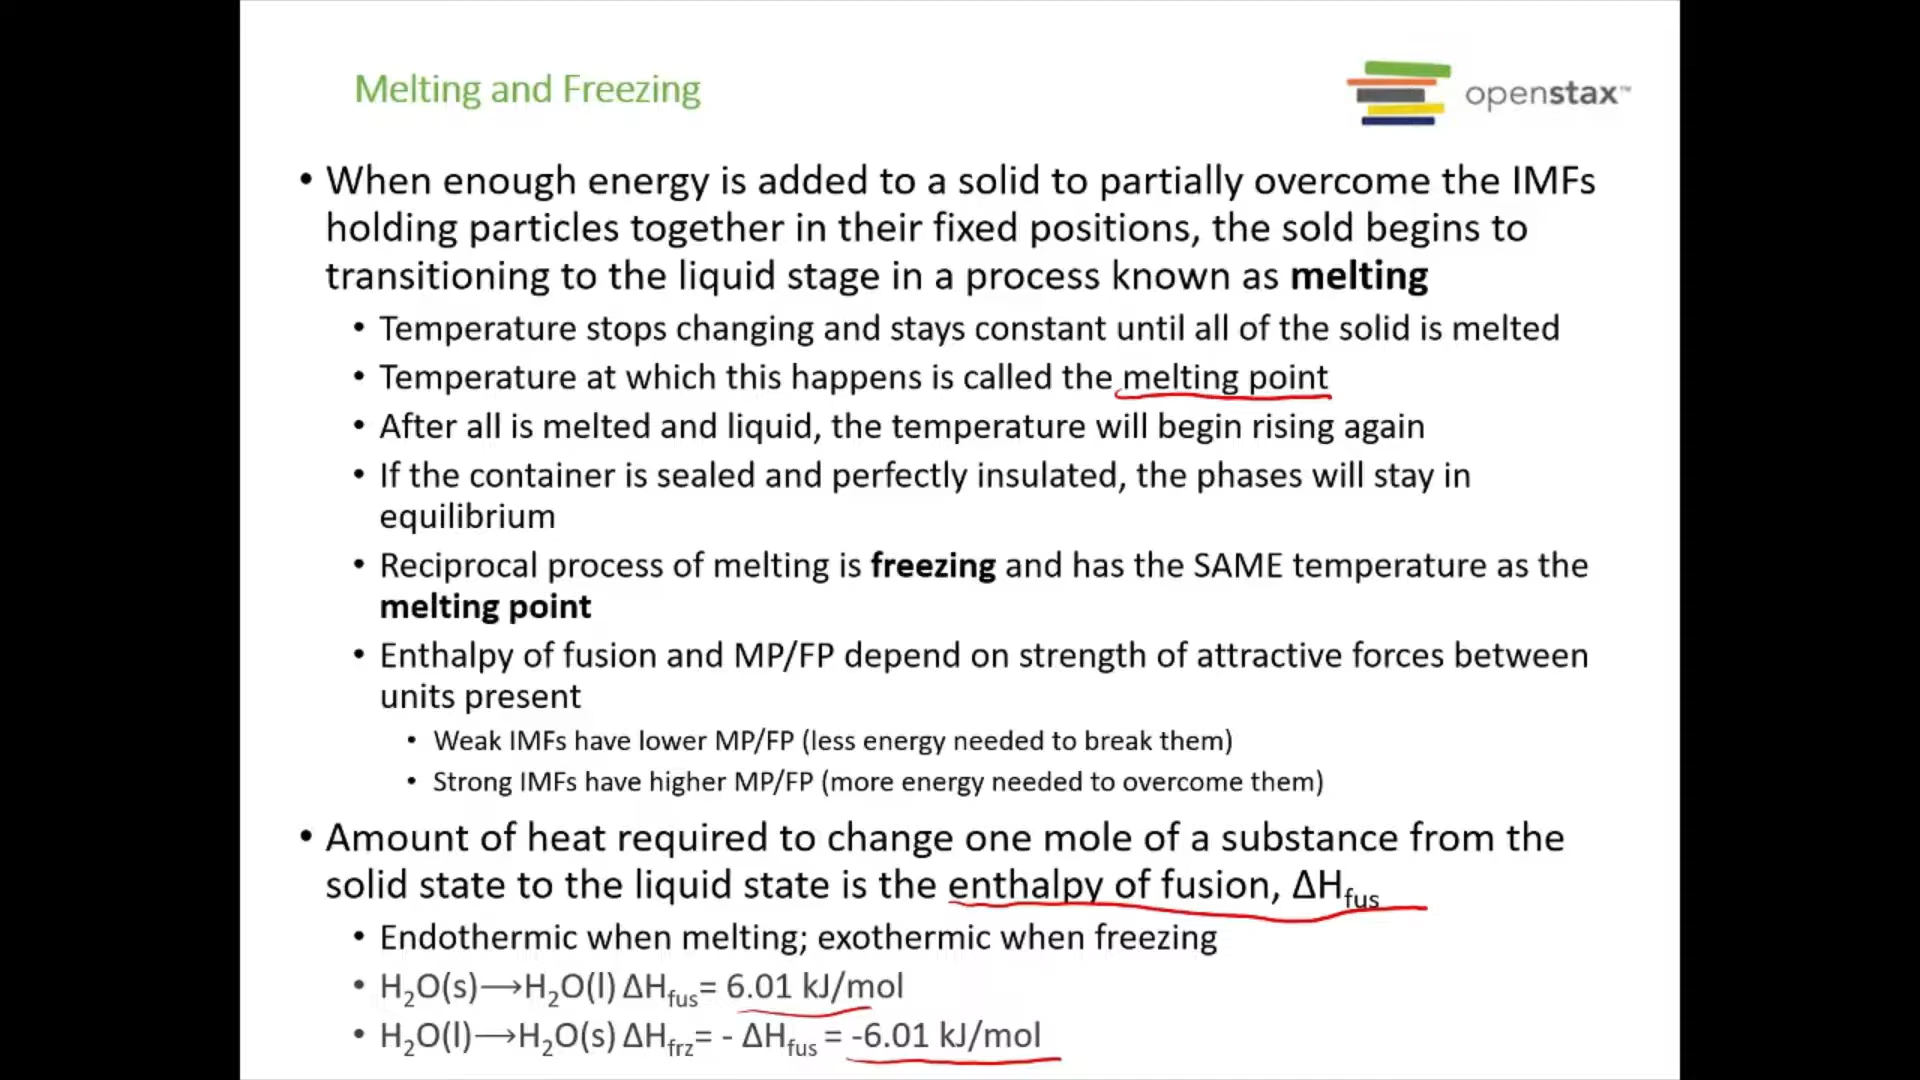 Melting and Freezing
openstax™
• When enough energy is added to a solid to partially overcome the IMFs
holding particles together in their fixed positions, the sold begins to
transitioning to the liquid stage in a process known as melting
• Temperature stops changing and stays constant until all of the solid is melted
• Temperature at which this happens is called the melting point
• After all is melted and liquid, the temperature will begin rising again
• If the container is sealed and perfectly insulated, the phases will stay in
equilibrium
• Reciprocal process of melting is freezing and has the SAME temperature as the
melting point
• Enthalpy of fusion and MP/FP depend on strength of attractive forces between
units present
• Weak IMFs have lower MP/FP (less energy needed to break them)
• Strong IMFs have higher MP/FP (more energy needed to overcome them)
• Amount of heat required to change one mole of a substance from the
solid state to the liquid state is the enthalpy of fusion, ΔH_fus
• Endothermic when melting; exothermic when freezing
• H₂O(s)⟶H₂O(l) ΔH_fus= 6.01 kJ/mol
• H₂O(l)⟶H₂O(s) ΔH_frz= - ΔH_fus = -6.01 kJ/mol